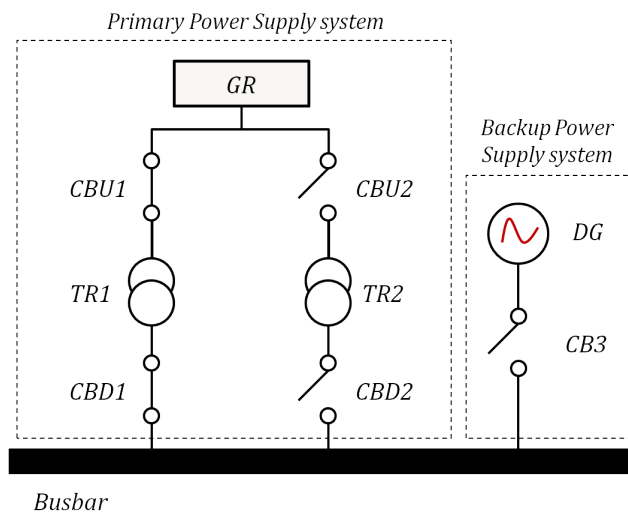 Primary Power Supply system
GR
Backup Power
Supply system
CBU1
CBU2
DG
TR1
TR2
CB3
CBD1
CBD2
Busbar